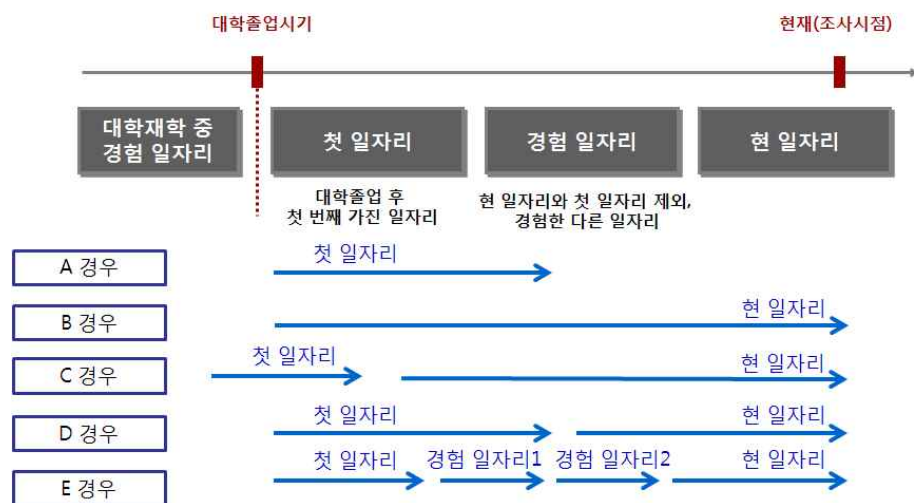 대학졸업시기
현재(조사시점)
대학재학 중
경험 일자리
첫 일자리
경험 일자리
현 일자리
대학졸업 후
첫 번째 가진 일자리
현 일자리와 첫 일자리 제외,
경험한 다른 일자리
A 경우
첫 일자리
B 경우
현 일자리
C 경우
첫 일자리
현 일자리
D 경우
첫 일자리
현 일자리
E 경우
첫 일자리
경험 일자리1
경험 일자리2
현 일자리